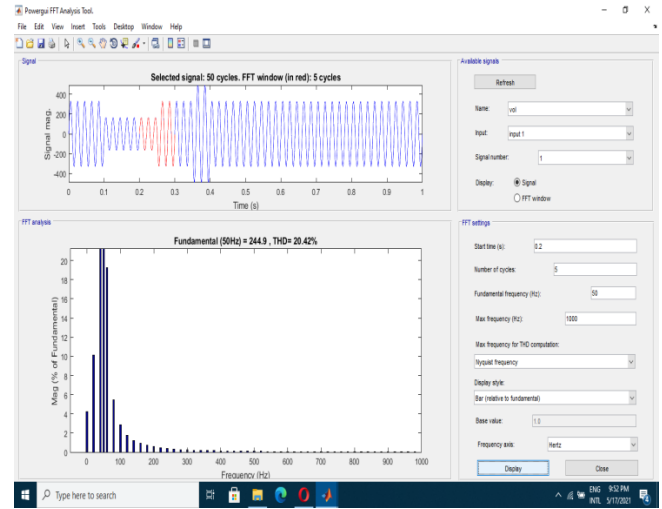 Powergui FFT Analysis Tool.
File Edit View Insert Tools Desktop Window Help
Signal
Selected signal: 50 cycles. FFT window (in red): 5 cycles
Signal mag.
400
200
0
-200
-400
0 0.1 0.2 0.3 0.4 0.5 0.6 0.7 0.8 0.9 1
Time (s)
FFT analysis
Fundamental (50Hz) = 244.9 , THD= 20.42%
Mag (% of Fundamental)
20
18
16
14
12
10
8
6
4
2
0
0 100 200 300 400 500 600 700 800 900 1000
Frequency (Hz)
Available signals
Refresh
Name: vol
Input: input 1
Signal number: 1
Display: Signal
FFT window
FFT settings
Start time (s): 0.2
Number of cycles: 5
Fundamental frequency (Hz): 50
Max frequency (Hz): 1000
Max frequency for THD computation:
Nyquist frequency
Display style:
Bar (relative to fundamental)
Base value: 1.0
Frequency axis: Hertz
Display Close
Type here to search
ENG 9:52 PM
INTL 5/17/2021